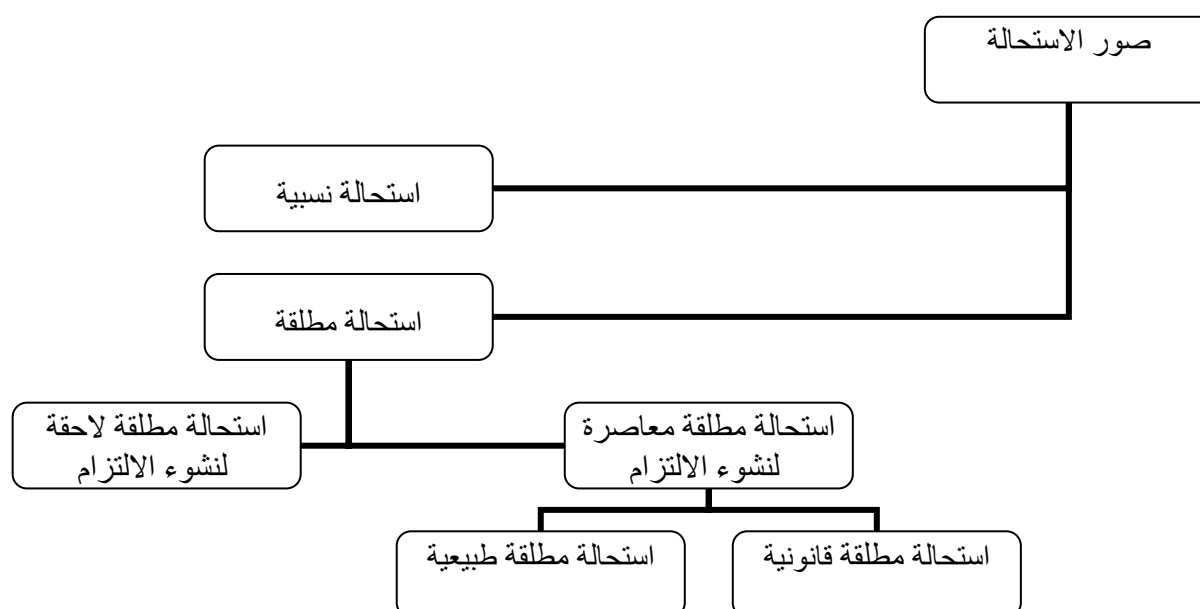 صور الاستحالة
استحالة نسبية
استحالة مطلقة
استحالة مطلقة معاصرة
لنشوء الالتزام
استحالة مطلقة لاحقة
لنشوء الالتزام
استحالة مطلقة قانونية
استحالة مطلقة طبيعية